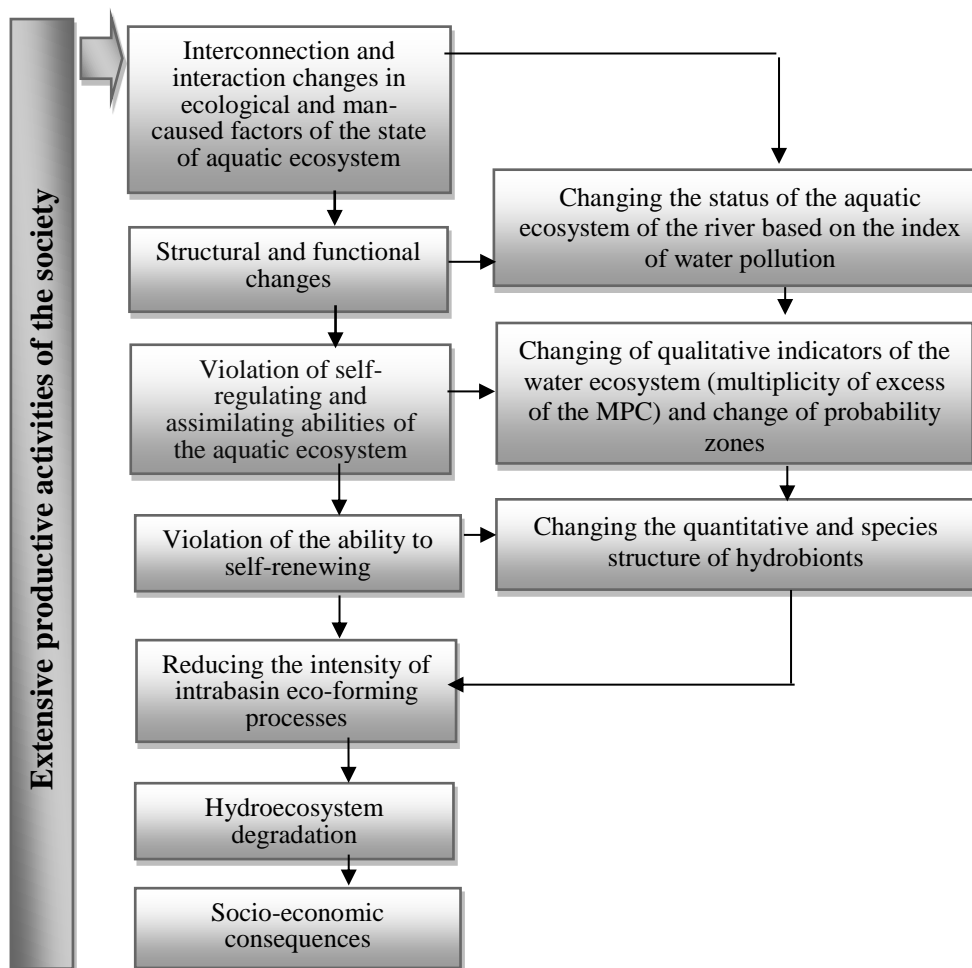 Extensive productive activities of the society
Interconnection and
interaction changes in
ecological and man-
caused factors of the state
of aquatic ecosystem
Structural and functional
changes
Violation of self-
regulating and
assimilating abilities of
the aquatic ecosystem
Violation of the ability to
self-renewing
Reducing the intensity of
intrabasin eco-forming
processes
Hydroecosystem
degradation
Socio-economic
consequences
Changing the status of the aquatic
ecosystem of the river based on the index
of water pollution
Changing of qualitative indicators of the
water ecosystem (multiplicity of excess
of the MPC) and change of probability
zones
Changing the quantitative and species
structure of hydrobionts